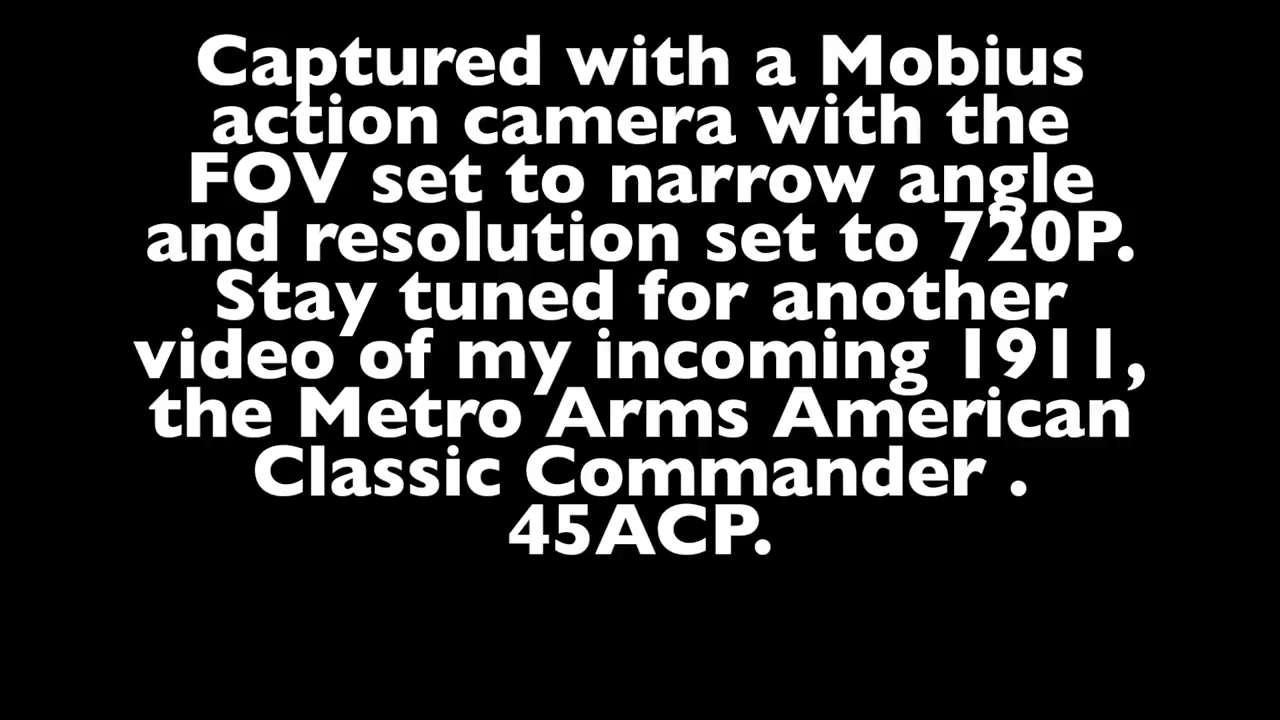 Captured with a Mobius
action camera with the
FOV set to narrow angle
and resolution set to 720P.
Stay tuned for another
video of my incoming 1911,
the Metro Arms American
Classic Commander .
45ACP.